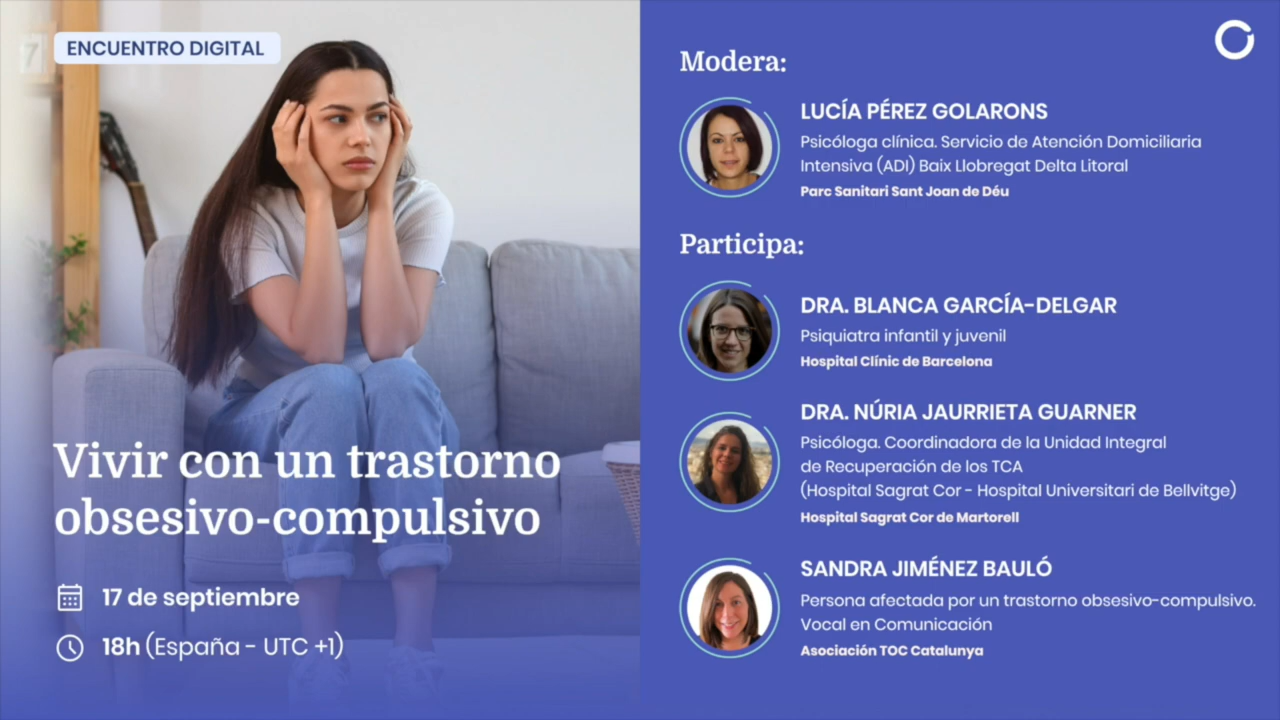 ENCUENTRO DIGITAL
Vivir con un trastorno
obsesivo-compulsivo
17 de septiembre
18h (España - UTC +1)
Modera:
LUCÍA PÉREZ GOLARONS
Psicóloga clínica. Servicio de Atención Domiciliaria
Intensiva (ADI) Baix Llobregat Delta Litoral
Parc Sanitari Sant Joan de Déu
Participa:
DRA. BLANCA GARCÍA-DELGAR
Psiquiatra infantil y juvenil
Hospital Clínic de Barcelona
DRA. NÚRIA JAURRIETA GUARNER
Psicóloga. Coordinadora de la Unidad Integral
de Recuperación de los TCA
(Hospital Sagrat Cor - Hospital Universitari de Bellvitge)
Hospital Sagrat Cor de Martorell
SANDRA JIMÉNEZ BAULÓ
Persona afectada por un trastorno obsesivo-compulsivo.
Vocal en Comunicación
Asociación TOC Catalunya